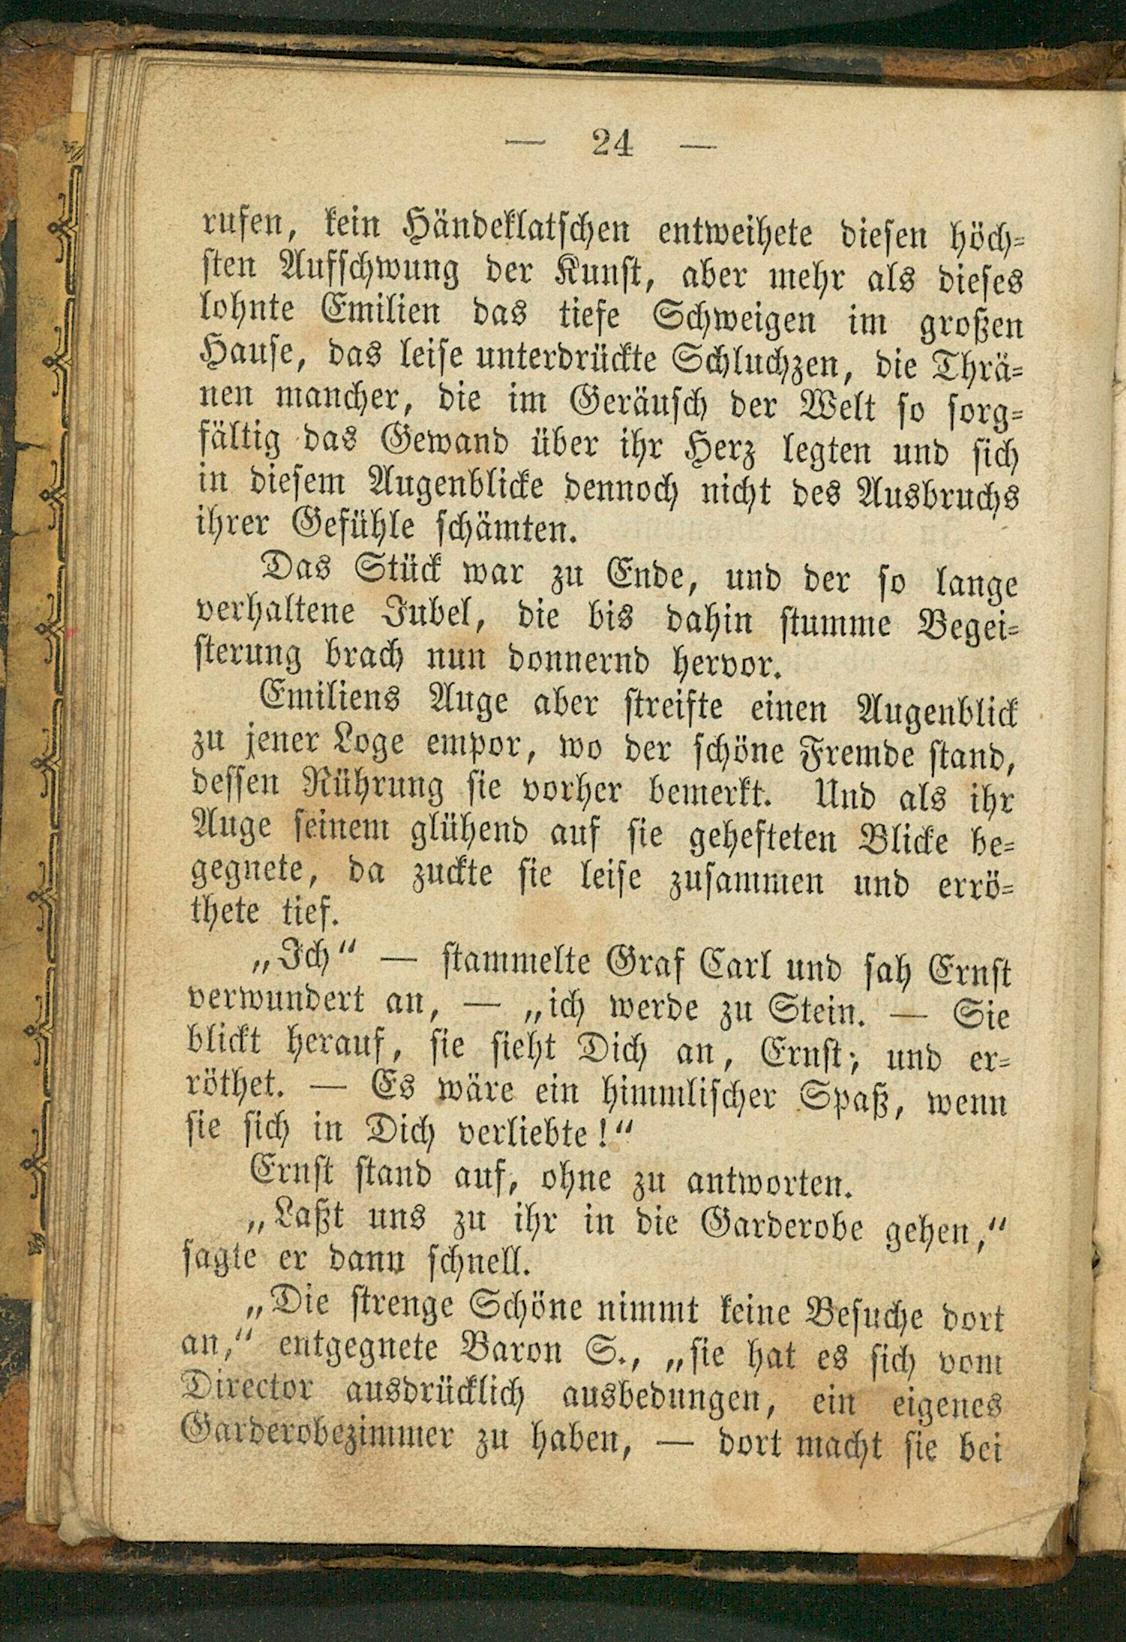 — 24 —
rufen, kein Händeklatschen entweihete diesen höch-
sten Aufschwung der Kunst, aber mehr als dieses
lohnte Emilien das tiefe Schweigen im großen
Hause, das leise unterdrückte Schluchzen, die Thrä-
nen mancher, die im Geräusch der Welt so sorg-
fältig das Gewand über ihr Herz legten und sich
in diesem Augenblicke dennoch nicht des Ausbruchs
ihrer Gefühle schämten.
Das Stück war zu Ende, und der so lange
verhaltene Jubel, die bis dahin stumme Begei-
sterung brach nun donnernd hervor.
Emiliens Auge aber streifte einen Augenblick
zu jener Loge empor, wo der schöne Fremde stand,
dessen Rührung sie vorher bemerkt. Und als ihr
Auge seinem glühend auf sie gehefteten Blicke be-
gegnete, da zuckte sie leise zusammen und errö-
thete tief.
„Ich“ — stammelte Graf Carl und sah Ernst
verwundert an, — „ich werde zu Stein. — Sie
blickt herauf, sie sieht Dich an, Ernst, und er-
röthet. — Es wäre ein himmlischer Spaß, wenn
sie sich in Dich verliebte!“
Ernst stand auf, ohne zu antworten.
„Laßt uns zu ihr in die Garderobe gehen,“
sagte er dann schnell.
„Die strenge Schöne nimmt keine Besuche dort
an,“ entgegnete Baron S., „sie hat es sich vom
Director ausdrücklich ausbedungen, ein eigenes
Garderobezimmer zu haben, — dort macht sie bei